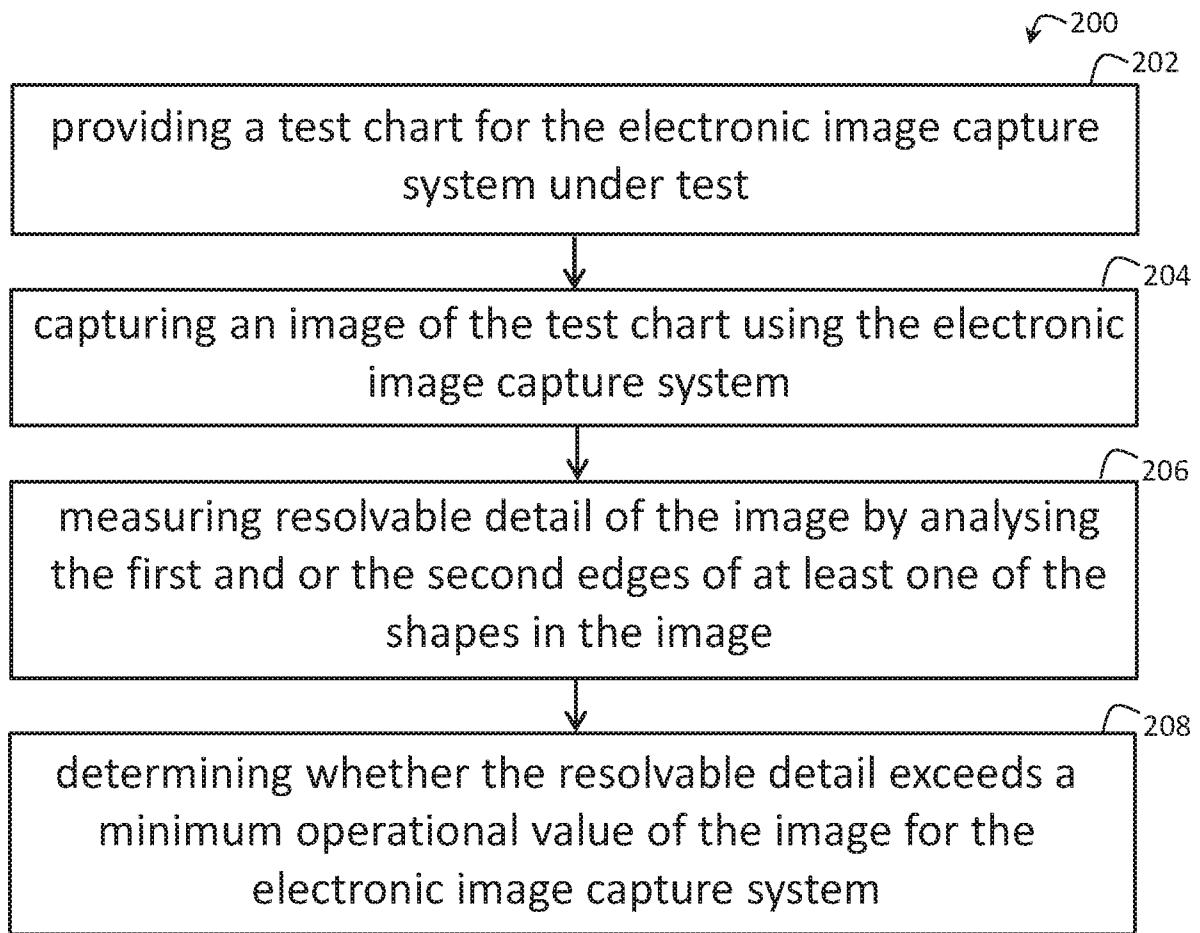 200
202
providing a test chart for the electronic image capture
system under test
204
capturing an image of the test chart using the electronic
image capture system
206
measuring resolvable detail of the image by analysing
the first and or the second edges of at least one of the
shapes in the image
208
determining whether the resolvable detail exceeds a
minimum operational value of the image for the
electronic image capture system